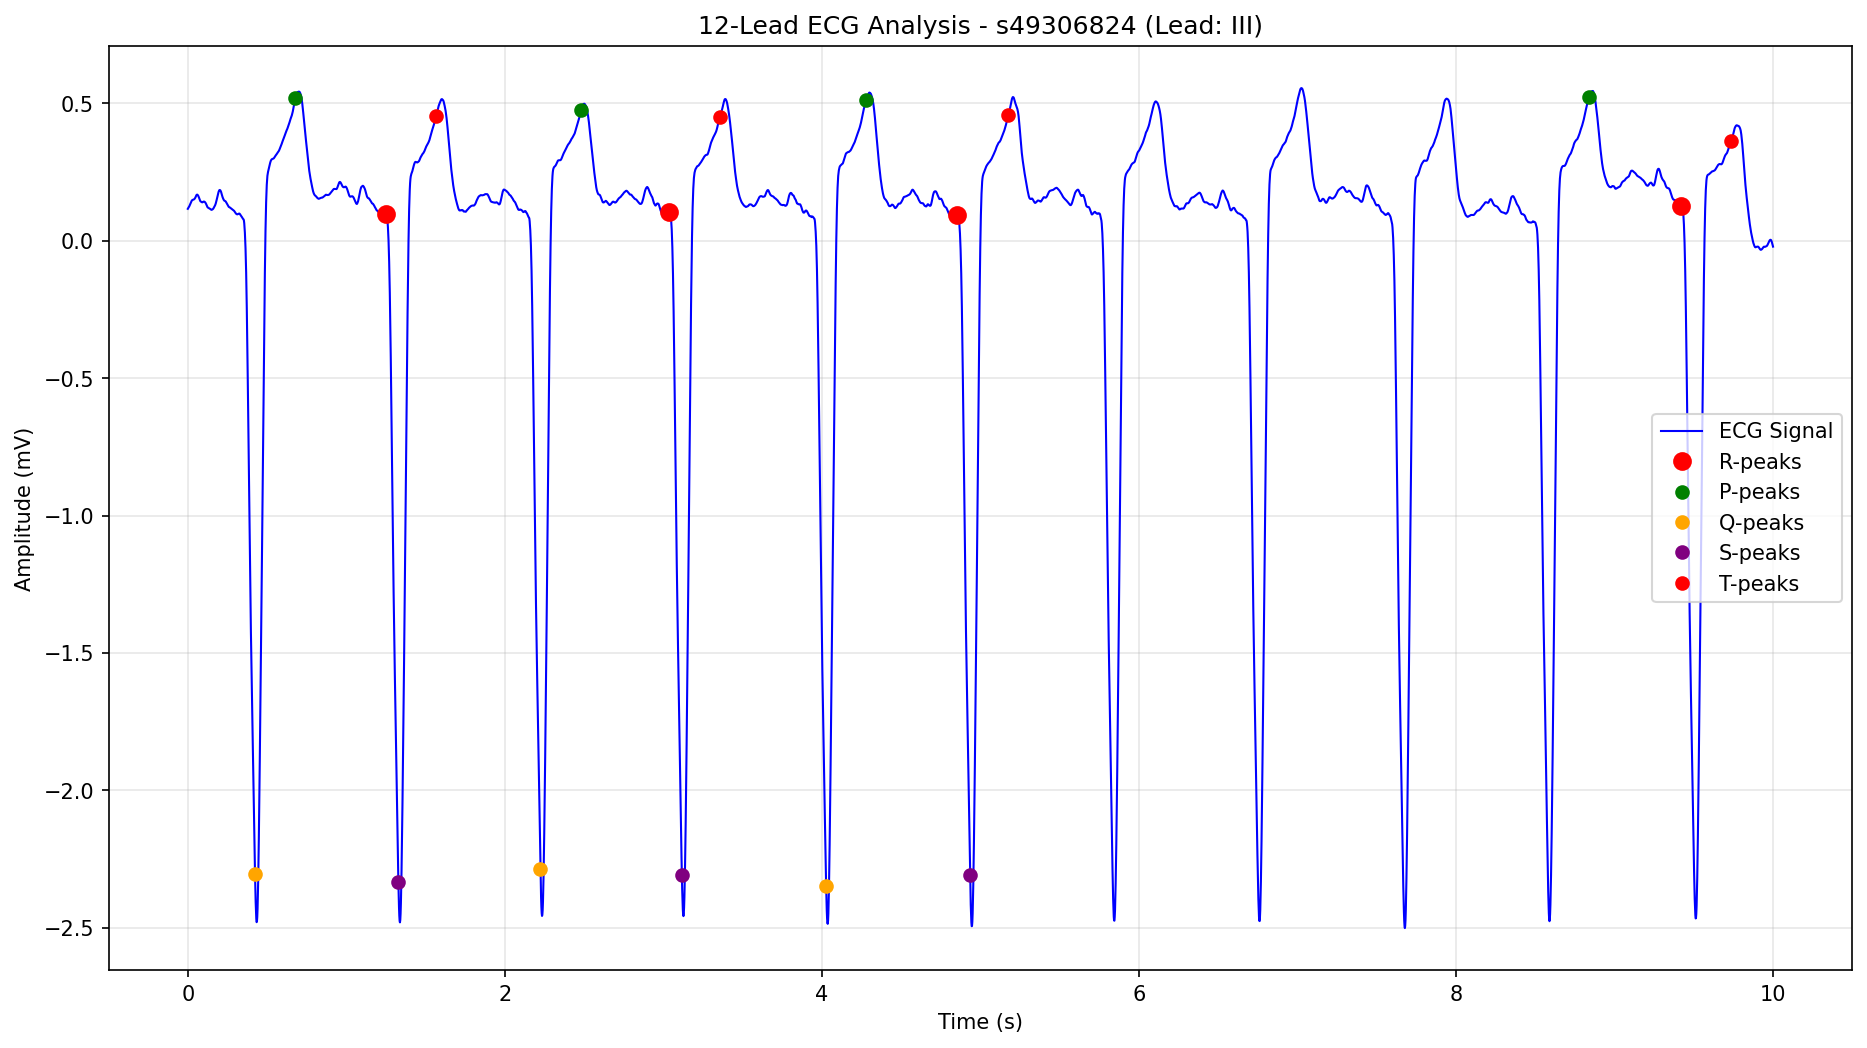 12-Lead ECG Analysis - s49306824 (Lead: III)
Amplitude (mV)
0.5
0.0
−0.5
−1.0
−1.5
−2.0
−2.5
ECG Signal
R-peaks
P-peaks
Q-peaks
S-peaks
T-peaks
0 2 4 6 8 10
Time (s)